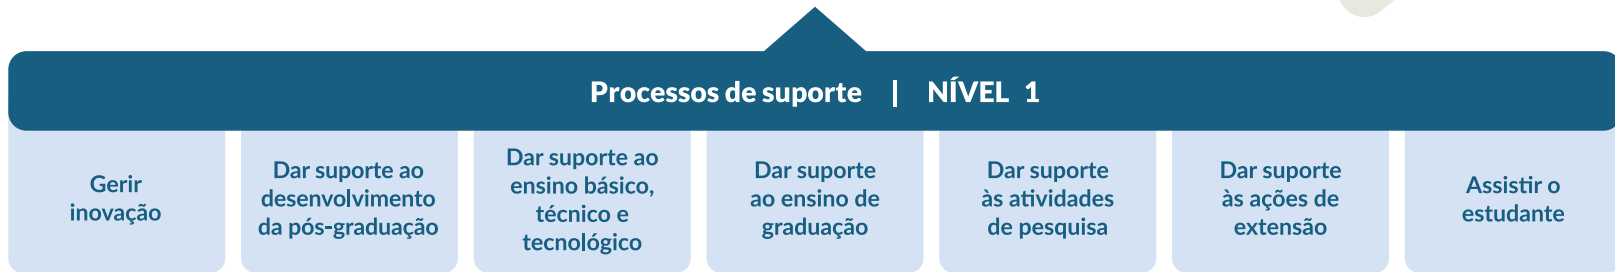 Processos de suporte | NÍVEL 1
Gerir
inovação
Dar suporte ao
desenvolvimento
da pós-graduação
Dar suporte ao
ensino básico,
técnico e
tecnológico
Dar suporte
ao ensino de
graduação
Dar suporte
às atividades
de pesquisa
Dar suporte
às ações de
extensão
Assistir o
estudante